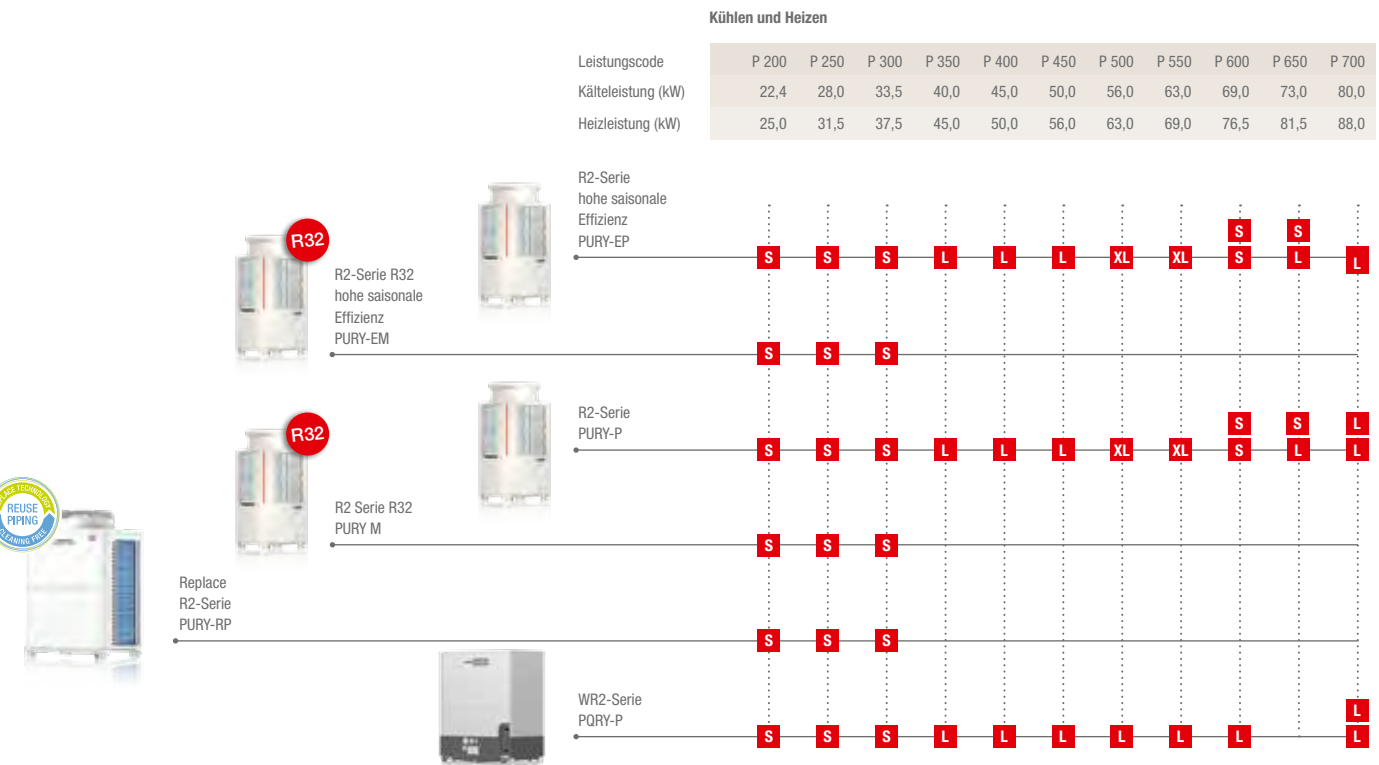 Kühlen und Heizen
Leistungscode P 200 P 250 P 300 P 350 P 400 P 450 P 500 P 550 P 600 P 650 P 700
Kälteleistung (kW) 22,4 28,0 33,5 40,0 45,0 50,0 56,0 63,0 69,0 73,0 80,0
Heizleistung (kW) 25,0 31,5 37,5 45,0 50,0 56,0 63,0 69,0 76,5 81,5 88,0
R2-Serie
hohe saisonale
Effizienz
PURY-EP
S S
S S S L L L XL XL S L L
R32
R2-Serie R32
hohe saisonale
Effizienz
PURY-EM
S S S
R2-Serie
PURY-P
S S L
S S S L L L XL XL S L L
R32
R2 Serie R32
PURY M
S S S
REUSE
PIPING
CLEANING FREE
Replace
R2-Serie
PURY-RP
S S S
WR2-Serie
PQRY-P
L
S S S L L L L L L L